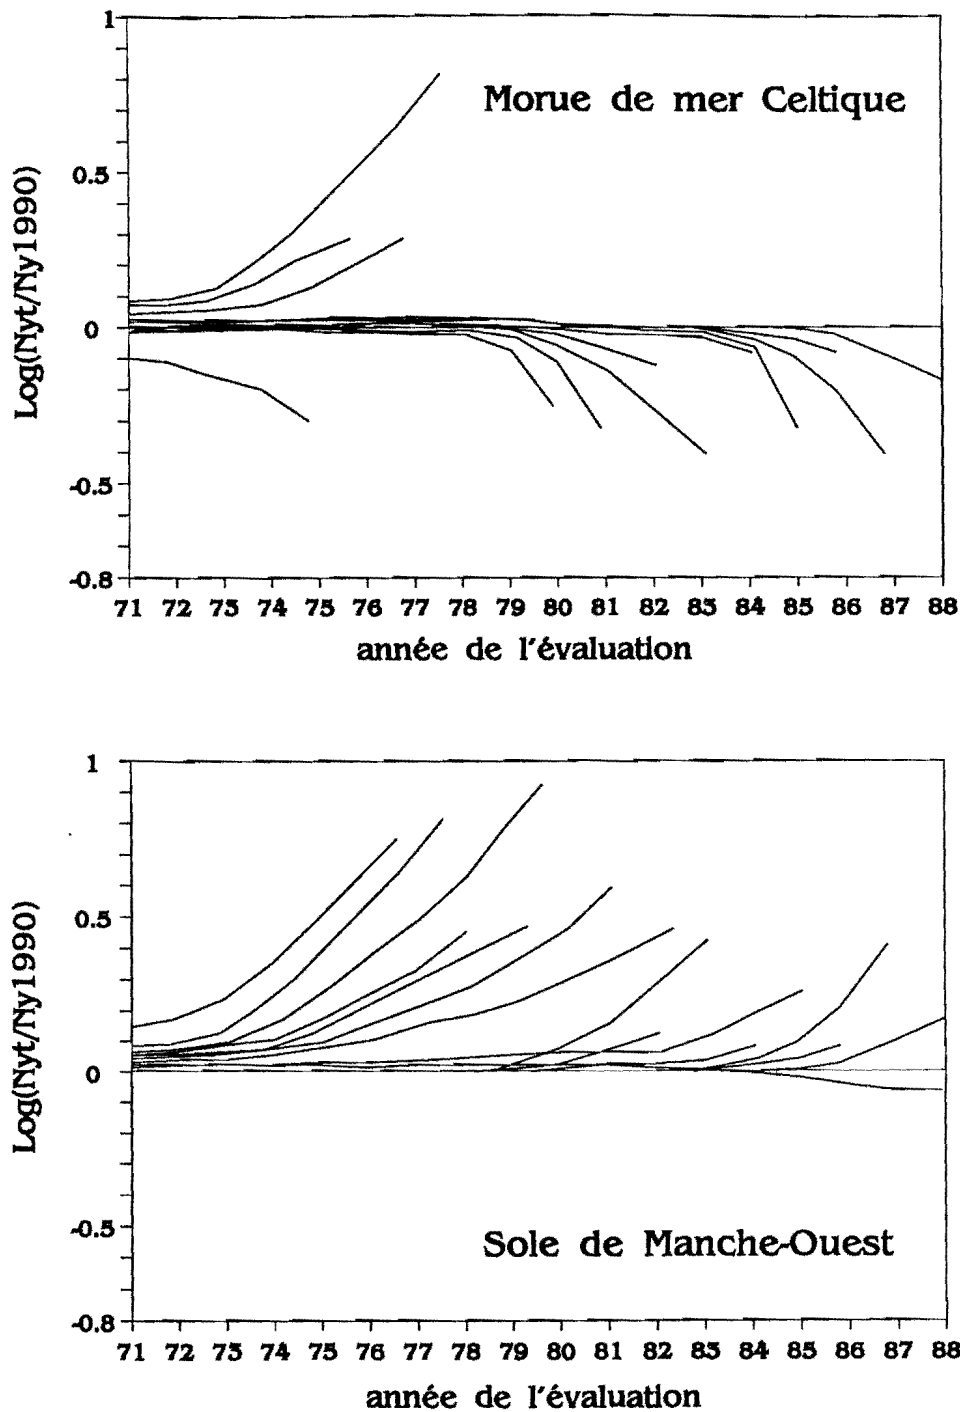 1
Morue de mer Celtique
0.5
0
-0.5
-0.8
Log(Nyt/Ny1990)
71 72 73 74 75 76 77 78 79 80 81 82 83 84 85 86 87 88
année de l'évaluation
1
0.5
0
-0.5
Sole de Manche-Ouest
-0.8
Log(Nyt/Ny1990)
71 72 73 74 75 76 77 78 79 80 81 82 83 84 85 86 87 88
année de l'évaluation